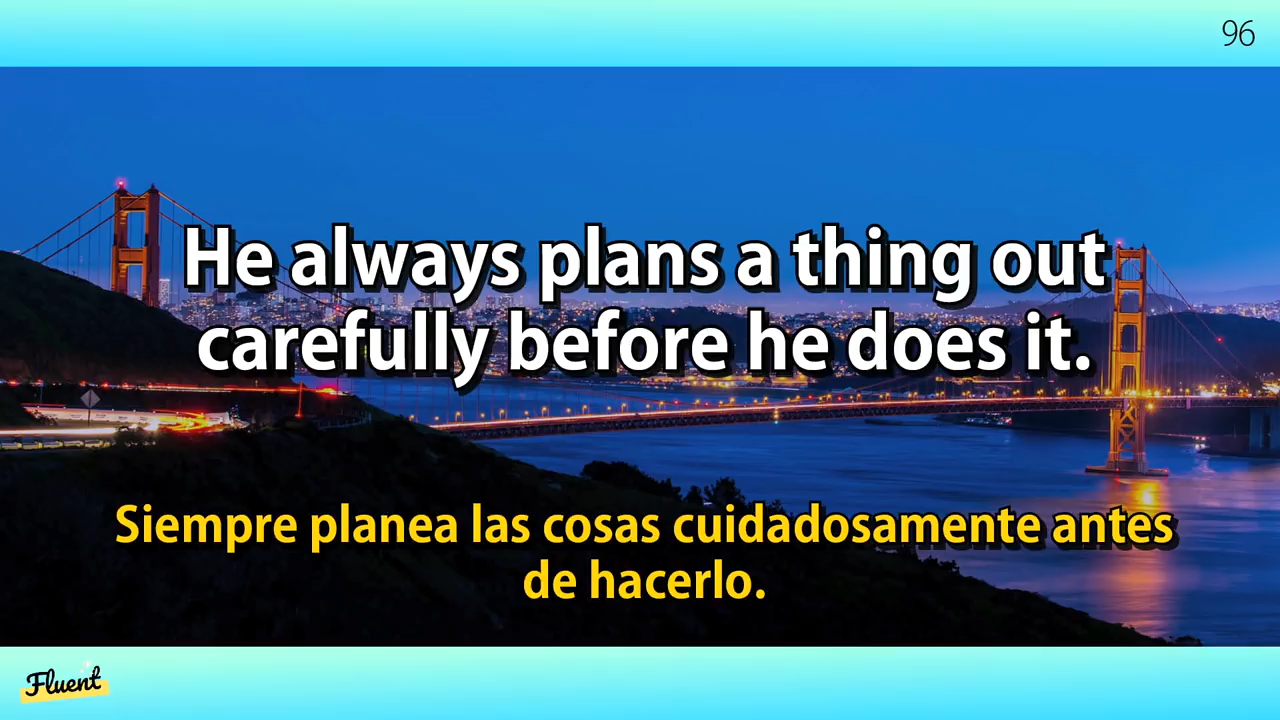 96
He always plans a thing out
carefully before he does it.
Siempre planea las cosas cuidadosamente antes
de hacerlo.
Fluent